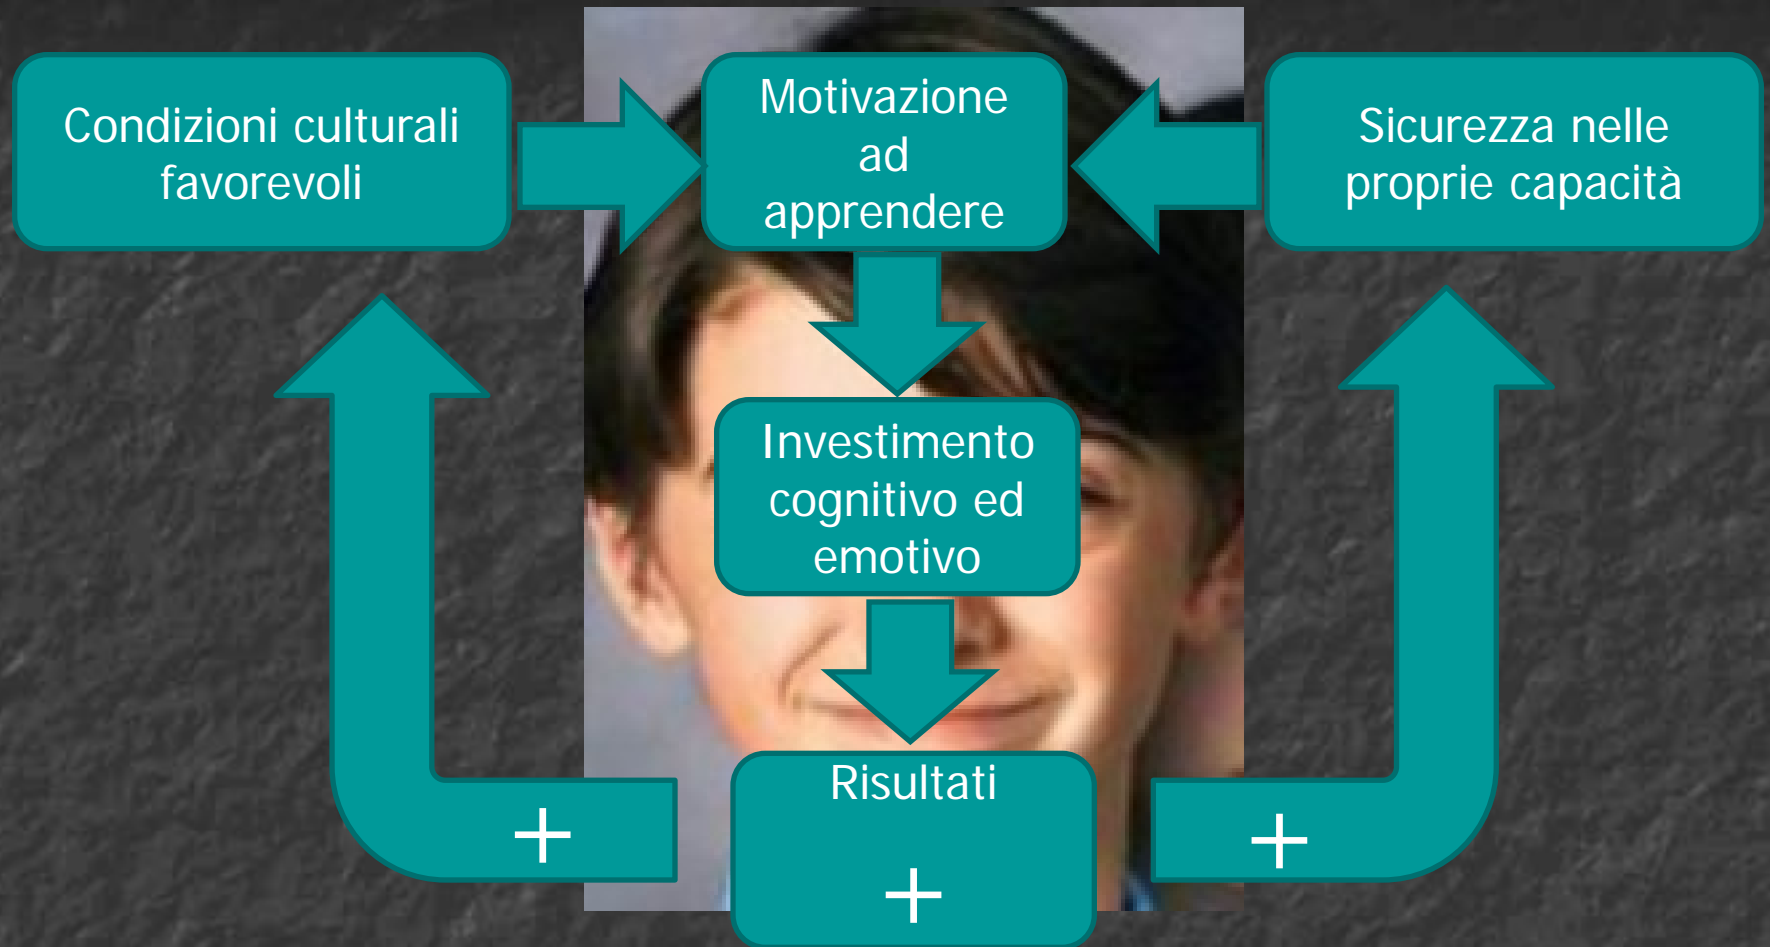 Condizioni culturali
favorevoli
Motivazione
ad
apprendere
Sicurezza nelle
proprie capacità
Investimento
cognitivo ed
emotivo
Risultati
+
+
+